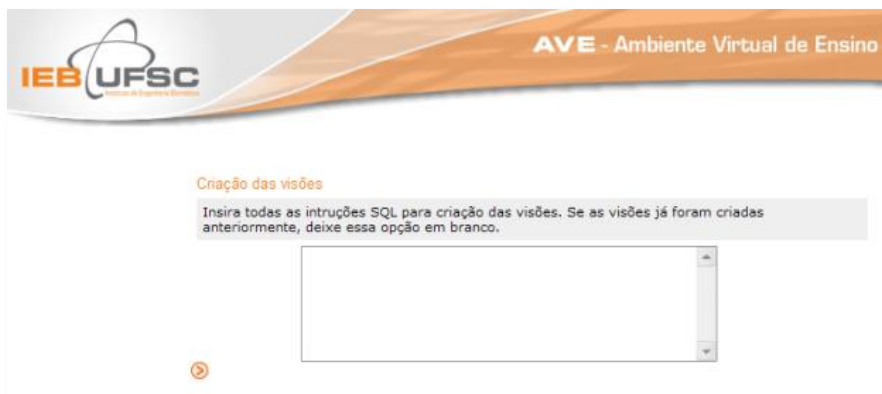 AVE - Ambiente Virtual de Ensino
IEB UFSC
Criação das visões
Insira todas as intruções SQL para criação das visões. Se as visões já foram criadas
anteriormente, deixe essa opção em branco.